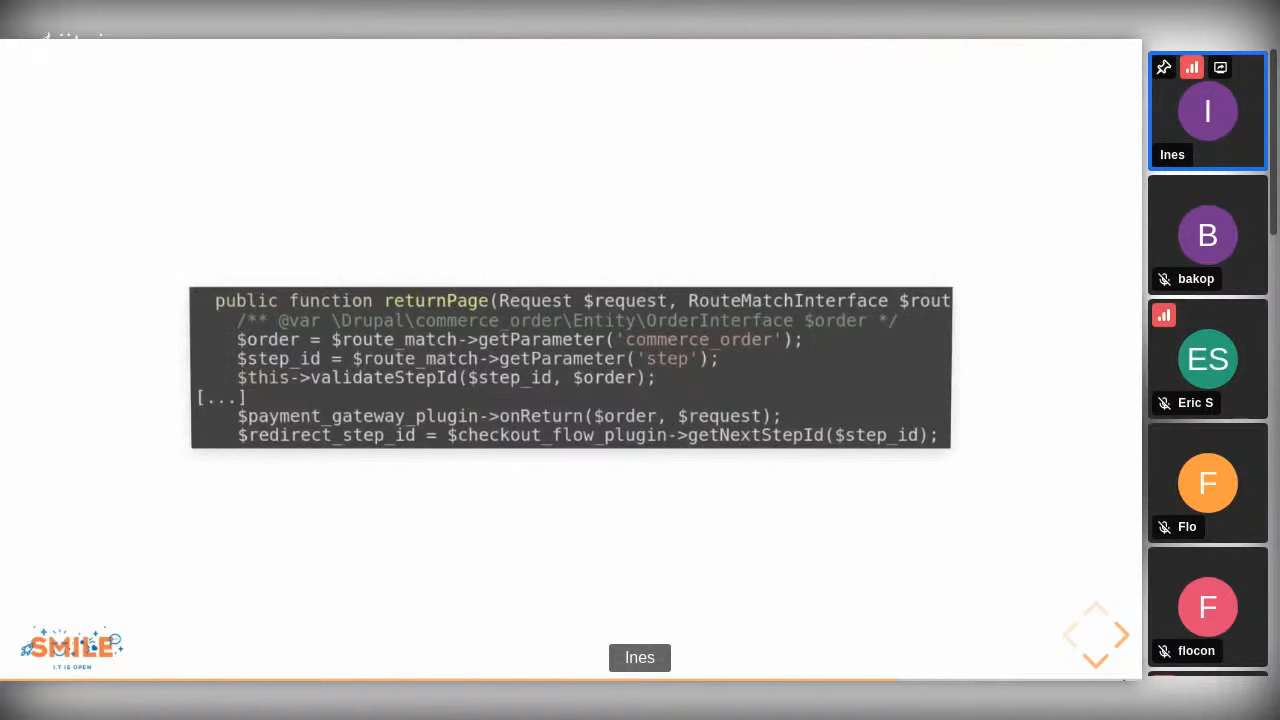 public function returnPage(Request $request, RouteMatchInterface $rout
/** @var \Drupal\commerce_order\Entity\OrderInterface $order */
$order = $route_match->getParameter('commerce_order');
$step_id = $route_match->getParameter('step');
$this->validateStepId($step_id, $order);
[...]
$payment_gateway_plugin->onReturn($order, $request);
$redirect_step_id = $checkout_flow_plugin->getNextStepId($step_id);
SMILE
I.T IS OPEN
Ines
I
Ines
B
bakop
ES
Eric S
F
Flo
F
flocon